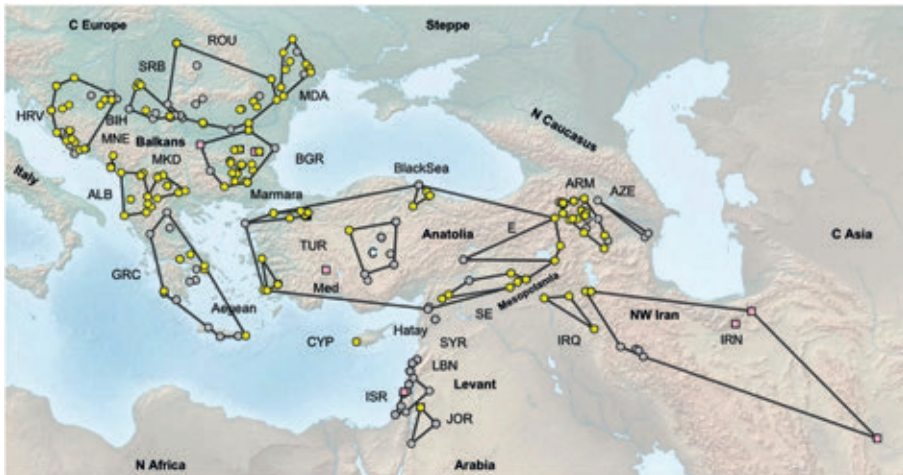 C Europe
Steppe
ROU
SRB
MDA
HRV
BIH
MNE
Balkans
MKD
BGR
N Caucasus
Italy
ALB
Marmara
BlackSea
ARM
AZE
C Asia
TUR
C
Anatolia
E
GRC
Aegean
Med
Mesopotamia
Hatay
SE
NW Iran
CYP
SYR
IRQ
IRN
LBN
ISR
Levant
JOR
N Africa
Arabia